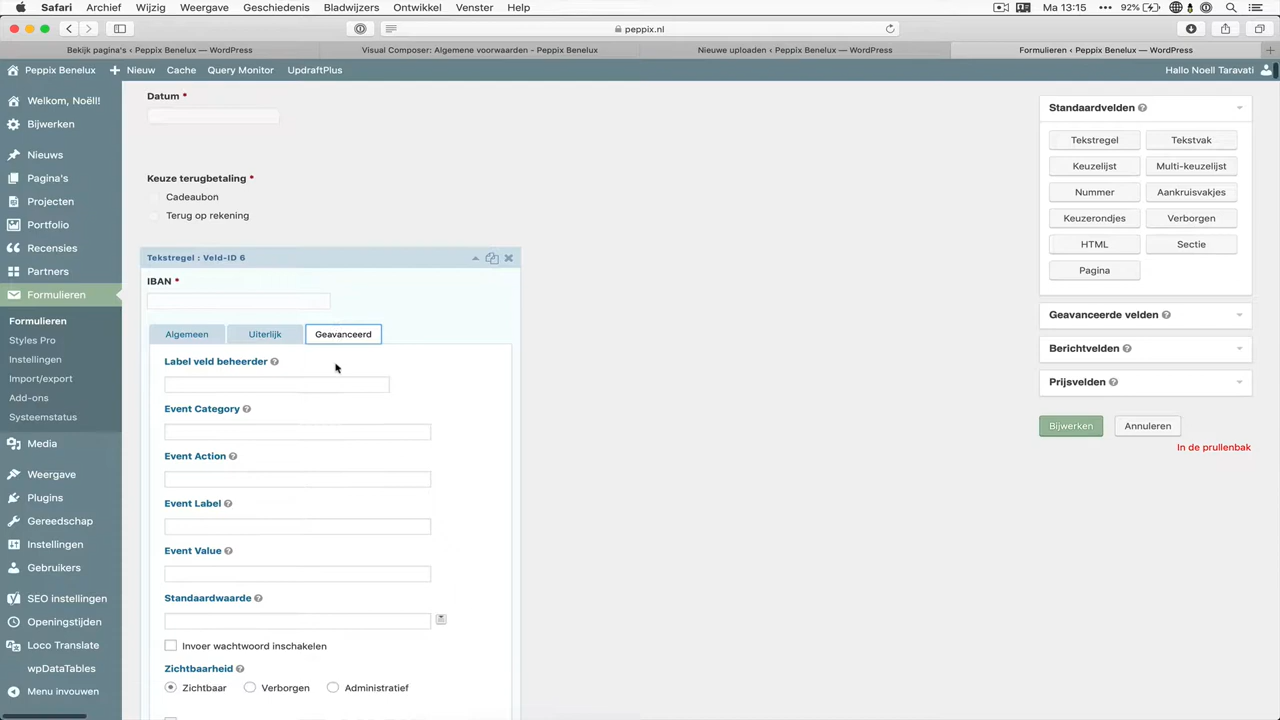 Safari Archief Wijzig Weergave Geschiedenis Bladwijzers Ontwikkel Venster Help Ma 13:15 92%
peppix.nl
Bekijk pagina's < Peppix Benelux — WordPress Visual Composer: Algemene voorwaarden - Peppix Benelux Nieuwe uploaden < Peppix Benelux — WordPress Formulieren < Peppix Benelux — WordPress
Peppix Benelux Nieuw Cache Query Monitor UpdraftPlus Hallo Noell Taravati
Welkom, Noëll!
Bijwerken
Nieuws
Pagina's
Projecten
Portfolio
Recensies
Partners
Formulieren
Formulieren
Styles Pro
Instellingen
Import/export
Add-ons
Systeemstatus
Media
Weergave
Plugins
Gereedschap
Instellingen
Gebruikers
SEO instellingen
Openingstijden
Loco Translate
wpDataTables
Menu invouwen
Datum *
Keuze terugbetaling *
Cadeaubon
Terug op rekening
Tekstregel : Veld-ID 6
IBAN *
Algemeen Uiterlijk Geavanceerd
Label veld beheerder
Event Category
Event Action
Event Label
Event Value
Standaardwaarde
Invoer wachtwoord inschakelen
Zichtbaarheid
Zichtbaar Verborgen Administratief
Standaardvelden
Tekstregel Tekstvak
Keuzelijst Multi-keuzelijst
Nummer Aankruisvakjes
Keuzerondjes Verborgen
HTML Sectie
Pagina
Geavanceerde velden
Berichtvelden
Prijsvelden
Bijwerken Annuleren
In de prullenbak